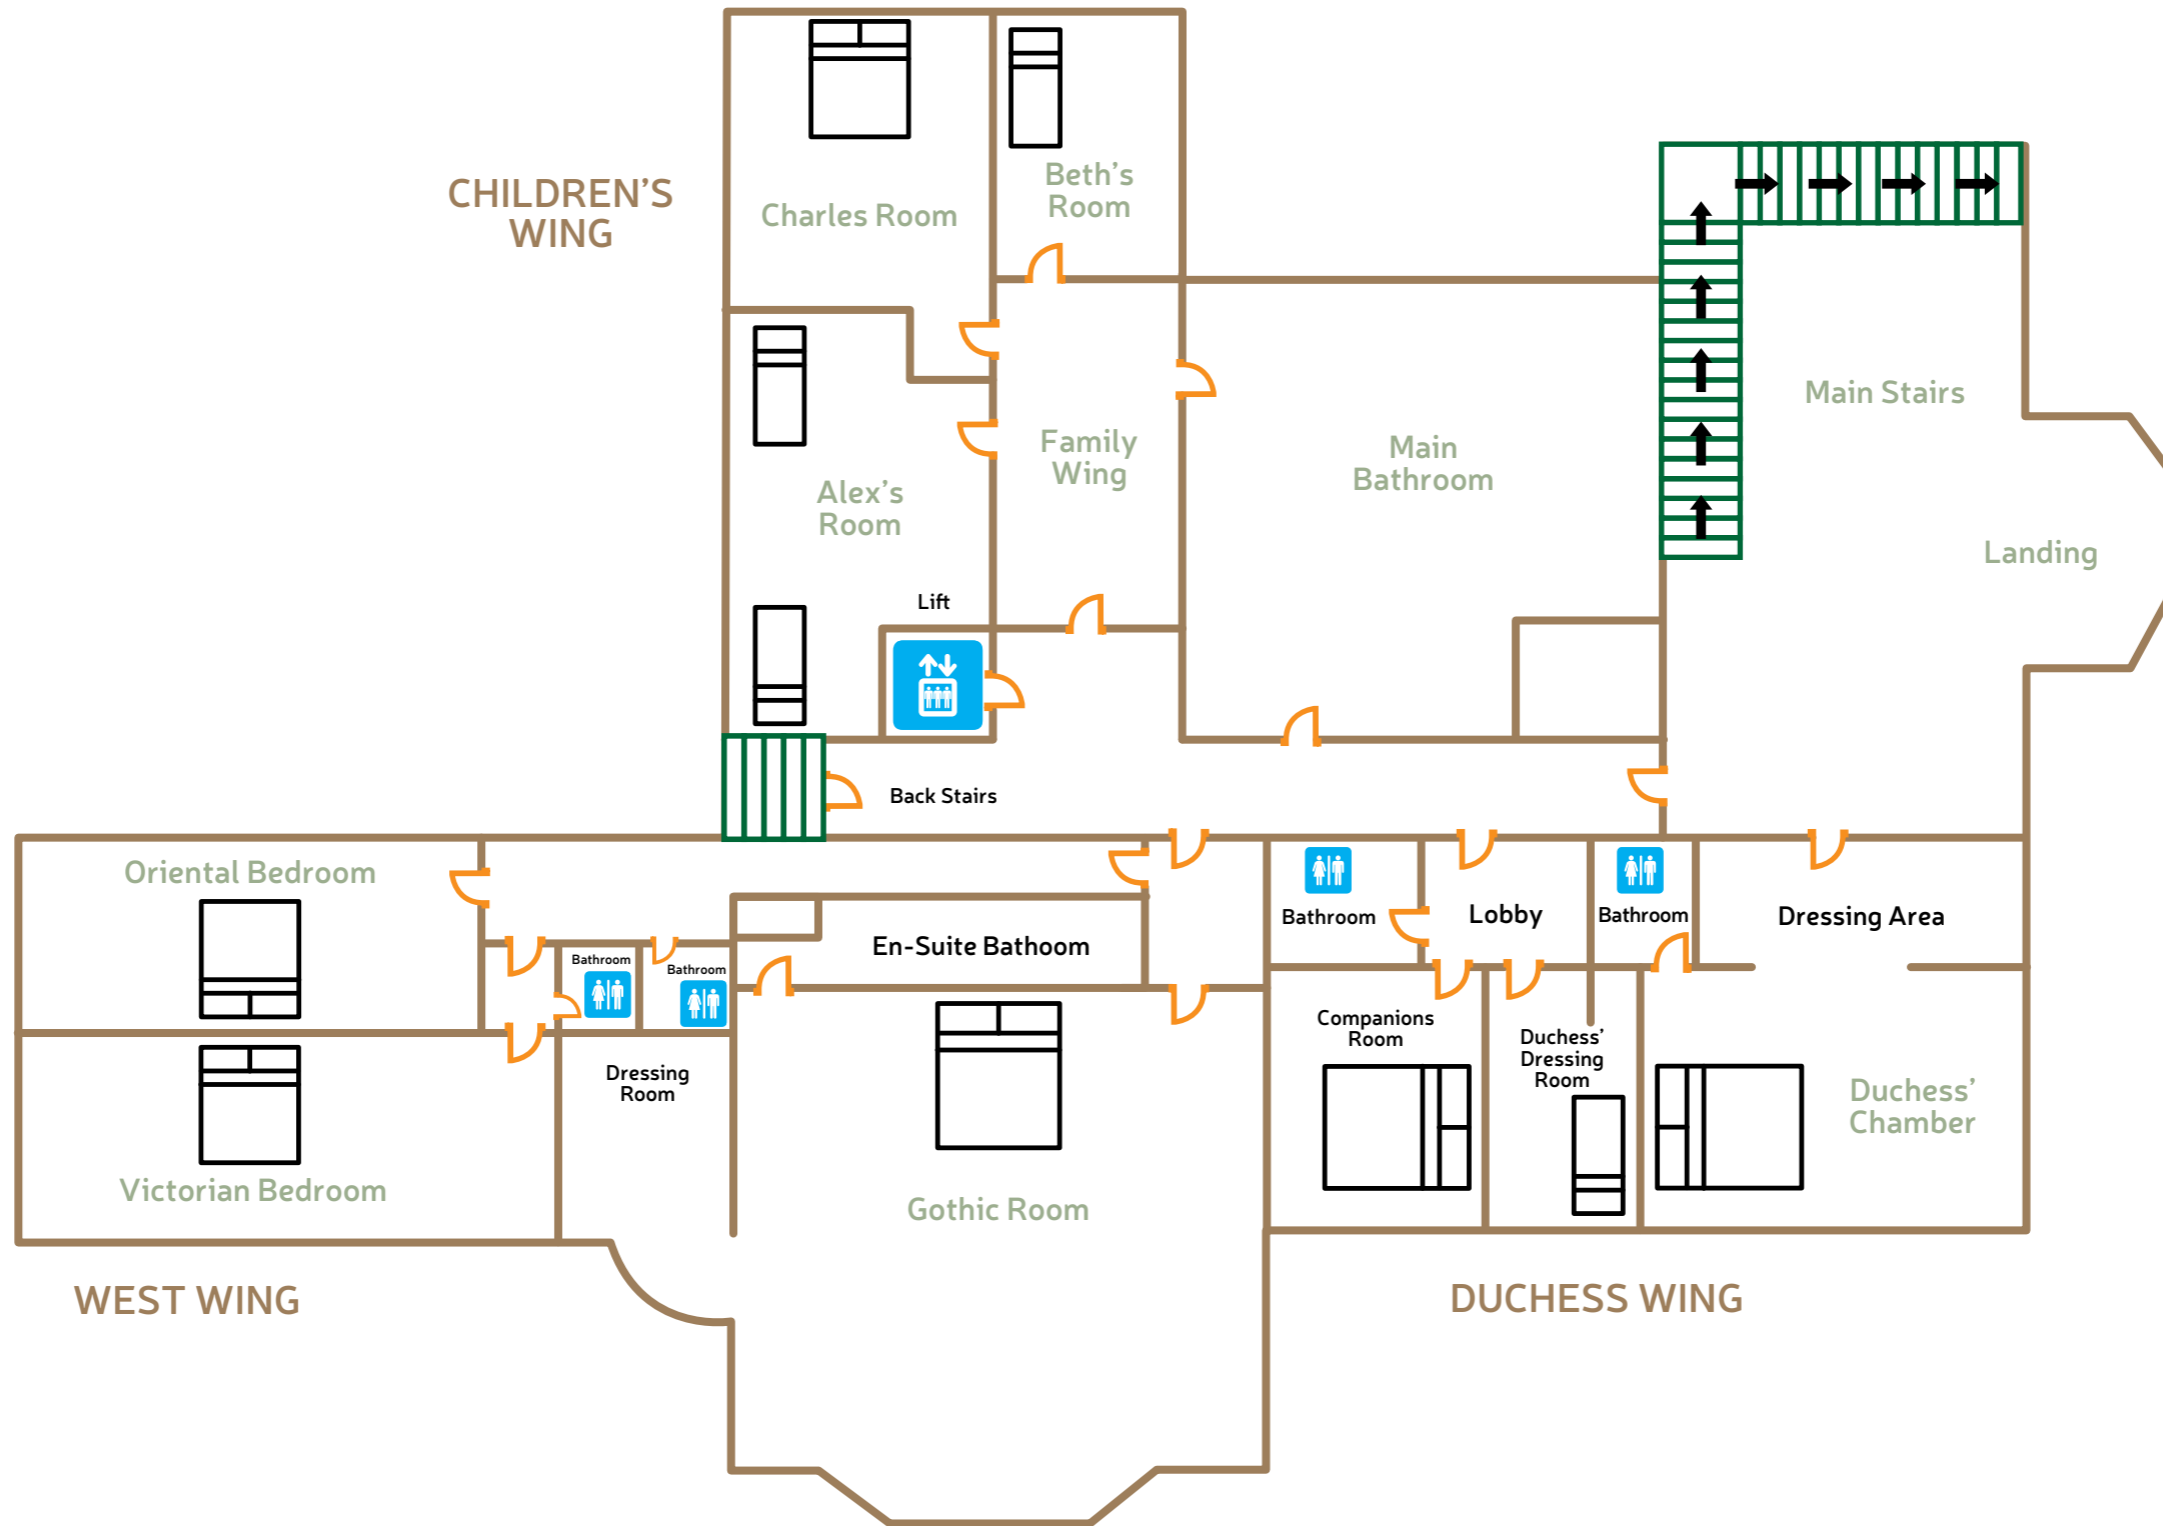 CHILDREN'S
WING
Charles Room
Beth's
Room
Main Stairs
Family
Wing
Main
Bathroom
Alex's
Room
Landing
Lift
Back Stairs
Oriental Bedroom
Bathroom
Lobby
Bathroom
Dressing Area
En-Suite Bathoom
Bathroom
Bathroom
Companions
Room
Duchess'
Dressing
Room
Dressing
Room
Duchess'
Chamber
Victorian Bedroom
Gothic Room
WEST WING
DUCHESS WING